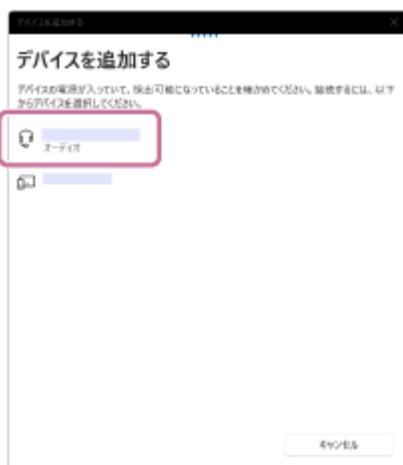 デバイスを追加する
デバイスを追加する
デバイスの電源が入っていて、検出可能になっていることを確かめてください。接続するには、以下
からデバイスを選択してください。
オーディオ
キャンセル